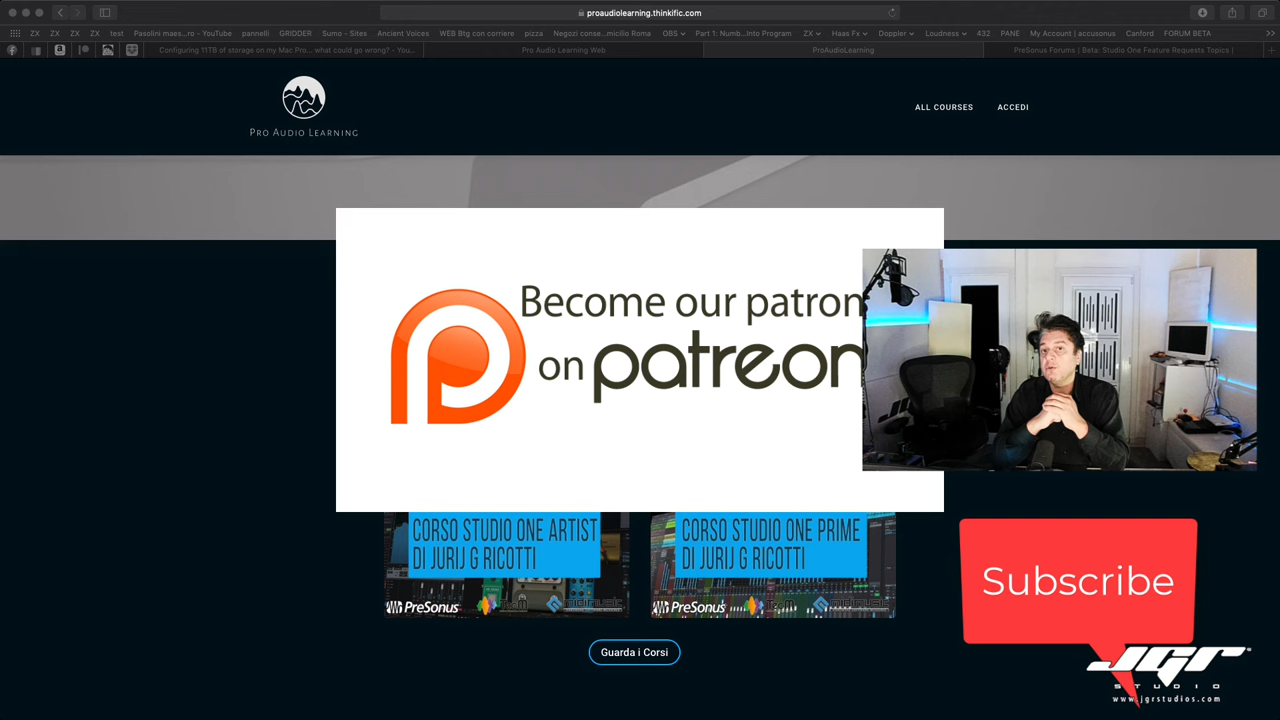 proaudiolearning.thinkific.com
ZX
ZX
ZX
ZX
test
Pasolini maes...ro - YouTube
pannelli
GRIDDER
Sumo - Sites
Ancient Voices
WEB Btg con corriere
pizza
Negozi conse...micilio Roma
OBS
Part 1: Numb...Into Program
ZX
Haas Fx
Doppler
Loudness
432
PANE
My Account | accusonus
Canford
FORUM BETA
Configuring 11TB of storage on my Mac Pro... what could go wrong? - You...
Pro Audio Learning Web
ProAudioLearning
PreSonus Forums | Beta: Studio One Feature Requests Topics |
PRO AUDIO LEARNING
ALL COURSES
ACCEDI
Become our patron
on patreon
CORSO STUDIO ONE ARTIST
DI JURIJ G RICOTTI
PreSonus
midimusic
CORSO STUDIO ONE PRIME
DI JURIJ G RICOTTI
PreSonus
midimusic
Guarda i Corsi
Subscribe
JGR
STUDIO
www.jgrstudios.com